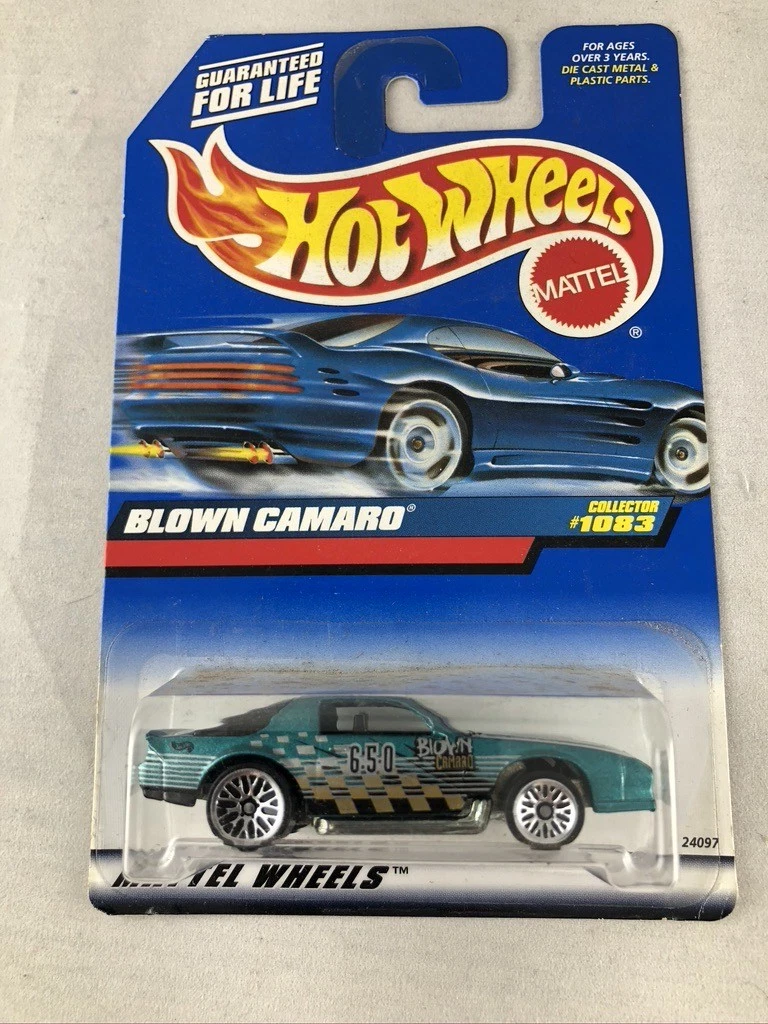 GUARANTEED
FOR LIFE
FOR AGES
OVER 3 YEARS.
DIE CAST METAL &
PLASTIC PARTS.
HOT WHEELS
MATTEL
®
BLOWN CAMARO®
COLLECTOR
#1083
6.5.0
BLOWN
CAMARO
24097
MATTEL WHEELS™